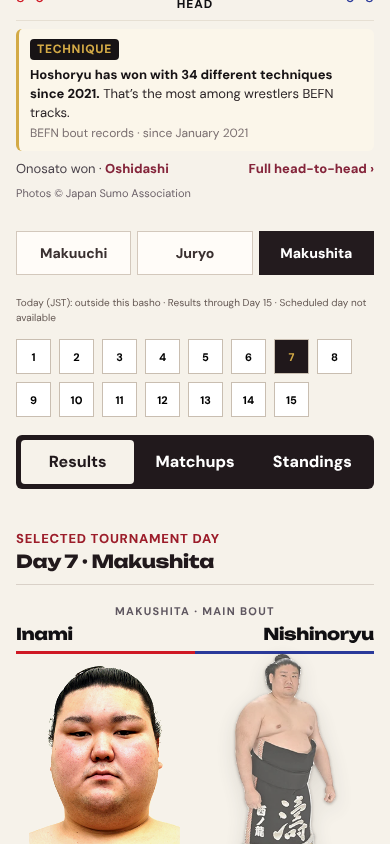 HEAD
TECHNIQUE
Hoshoryu has won with 34 different techniques
since 2021. That's the most among wrestlers BEFN
tracks.
BEFN bout records · since January 2021
Onosato won · Oshidashi
Full head-to-head ›
Photos © Japan Sumo Association
Makuuchi
Juryo
Makushita
Today (JST): outside this basho · Results through Day 15 · Scheduled day not
available
1 2 3 4 5 6 7 8
9 10 11 12 13 14 15
Results
Matchups
Standings
SELECTED TOURNAMENT DAY
Day 7 · Makushita
MAKUSHITA · MAIN BOUT
Inami
Nishinoryu
西ノ龍